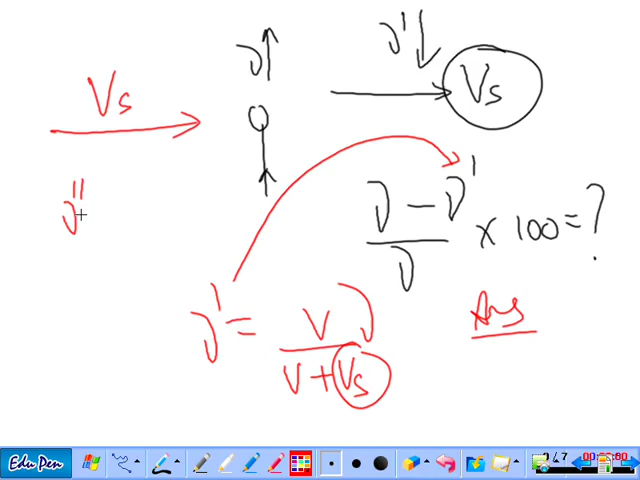 ν↑
ν'↓
Vs
Vs
ν''
ν − ν' / ν × 100 = ?
ν' = V ν / V + Vs
Ans
Edu Pen